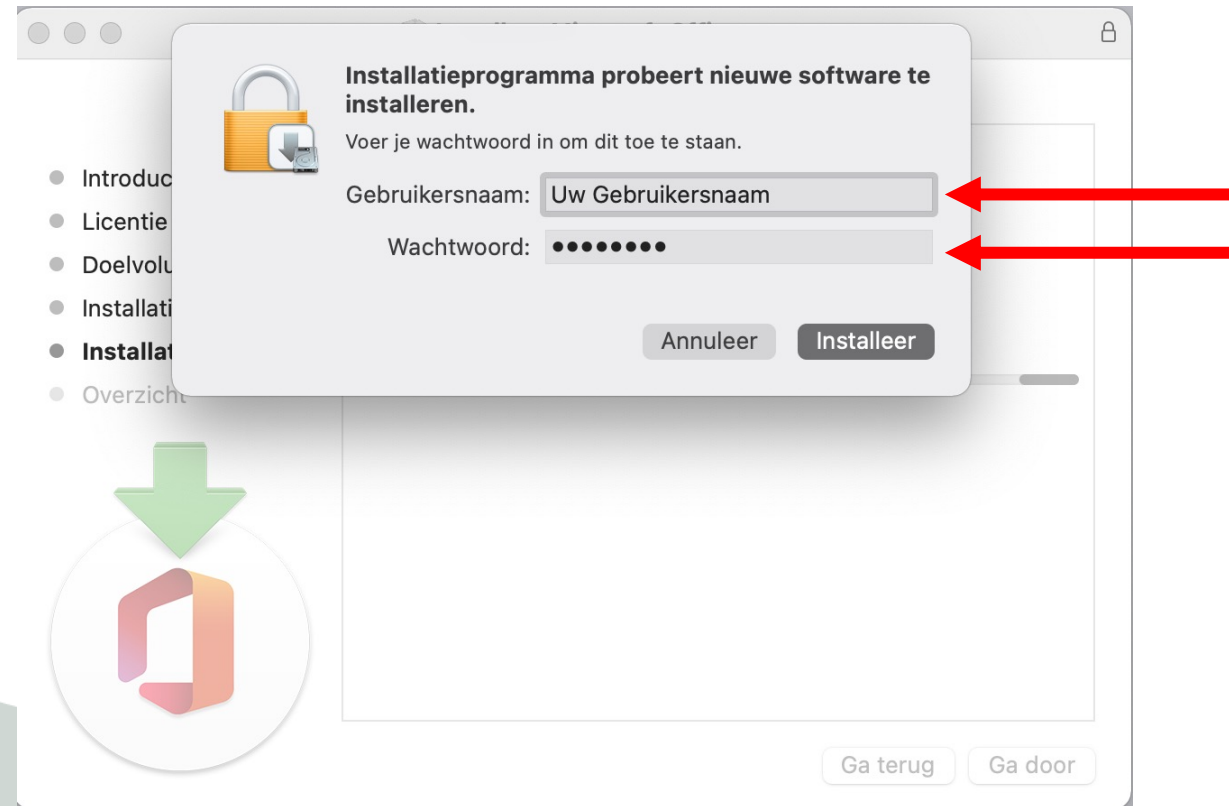 Installatieprogramma probeert nieuwe software te
installeren.
Voer je wachtwoord in om dit toe te staan.
Gebruikersnaam: Uw Gebruikersnaam
Wachtwoord: ••••••••
Annuleer Installeer
Introduc
Licentie
Doelvolu
Installati
Installat
Overzicht
Ga terug Ga door